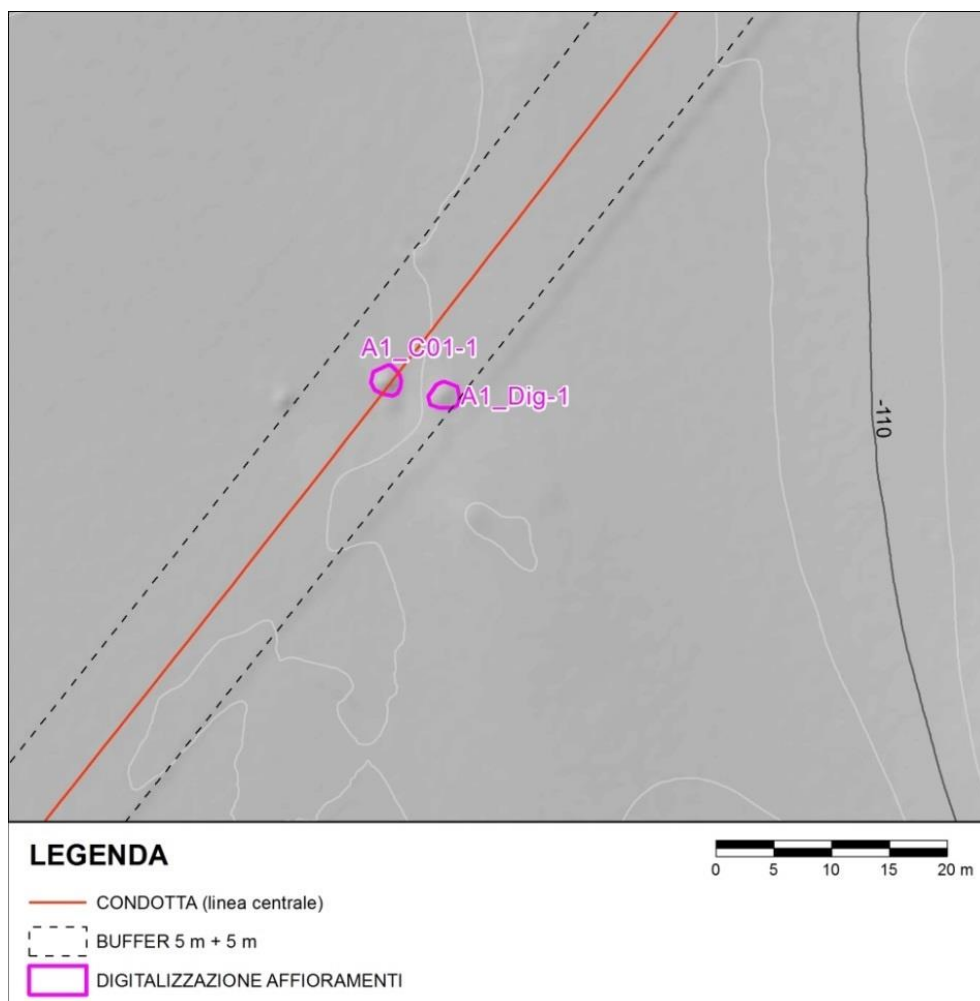 A1_C01-1
A1_Dig-1
-110
LEGENDA
0 5 10 15 20 m
CONDOTTA (linea centrale)
BUFFER 5 m + 5 m
DIGITALIZZAZIONE AFFIORAMENTI